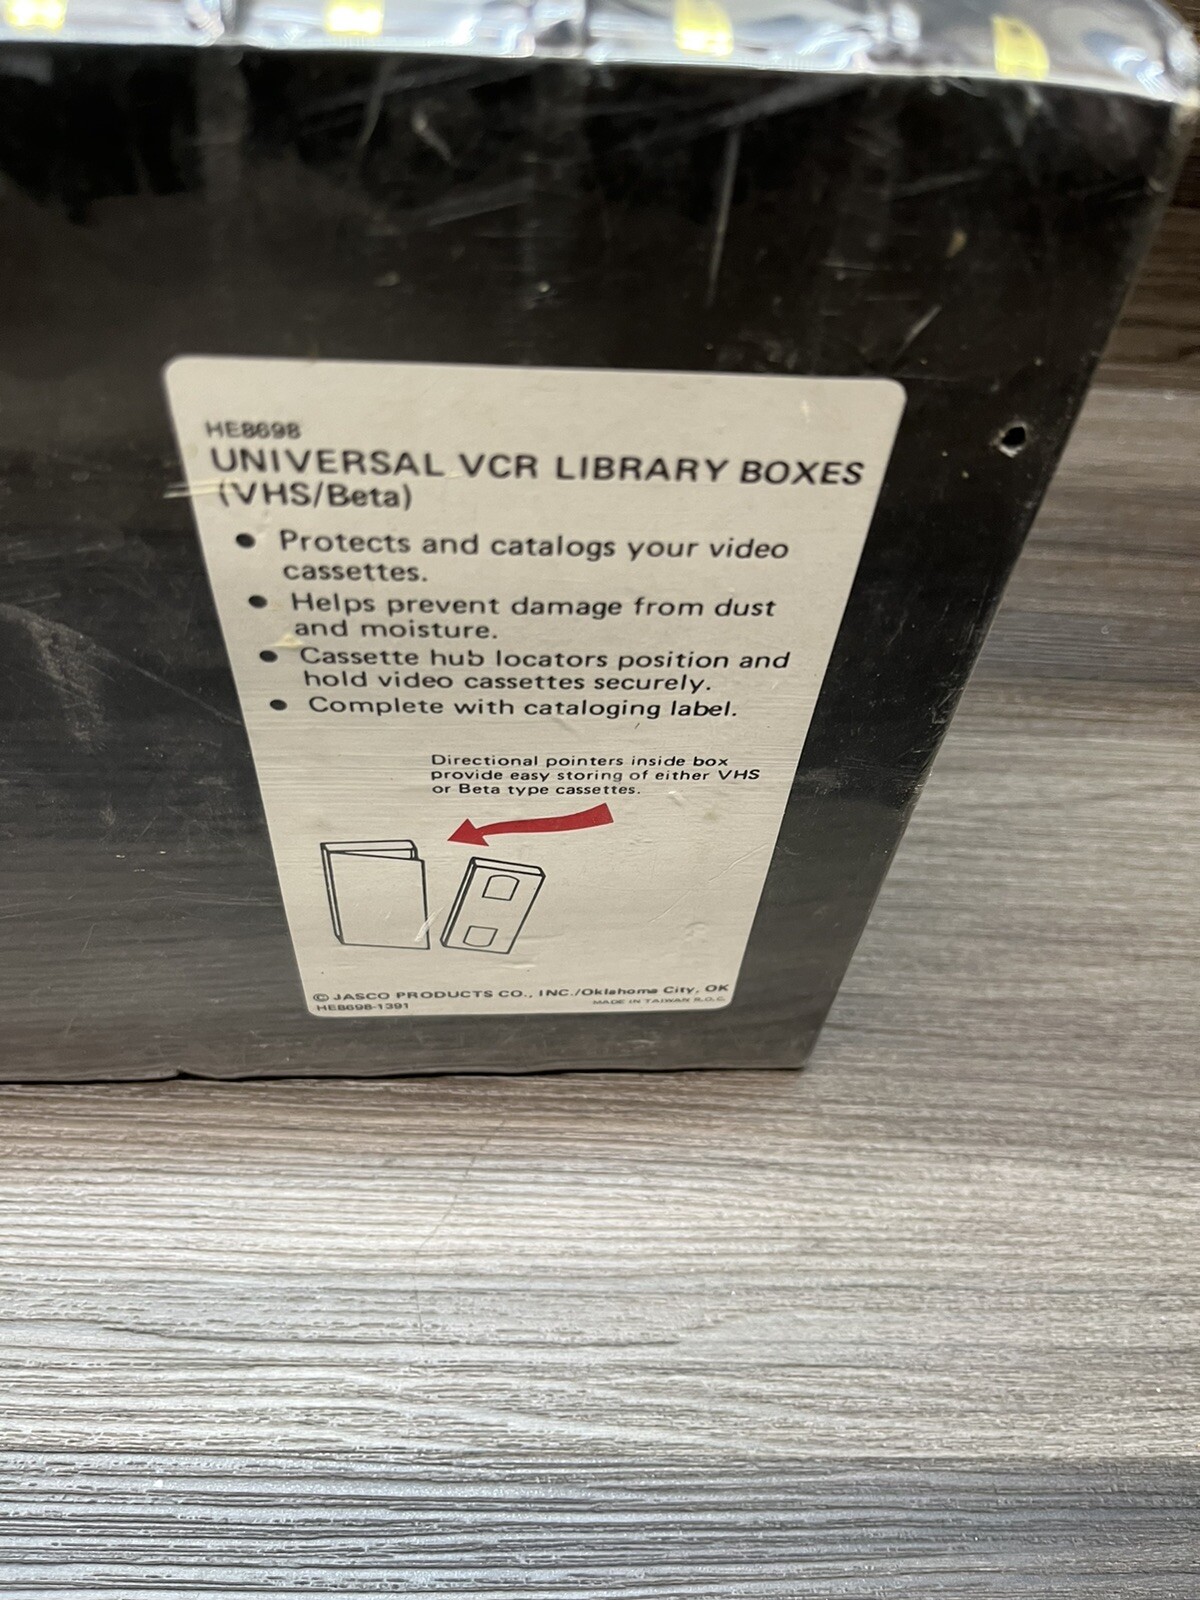 HE8698
UNIVERSAL VCR LIBRARY BOXES
(VHS/Beta)
● Protects and catalogs your video
cassettes.
● Helps prevent damage from dust
and moisture.
● Cassette hub locators position and
hold video cassettes securely.
● Complete with cataloging label.
Directional pointers inside box
provide easy storing of either VHS
or Beta type cassettes.
© JASCO PRODUCTS CO., INC./Oklahoma City, OK
HE8698-1391
MADE IN TAIWAN R.O.C.